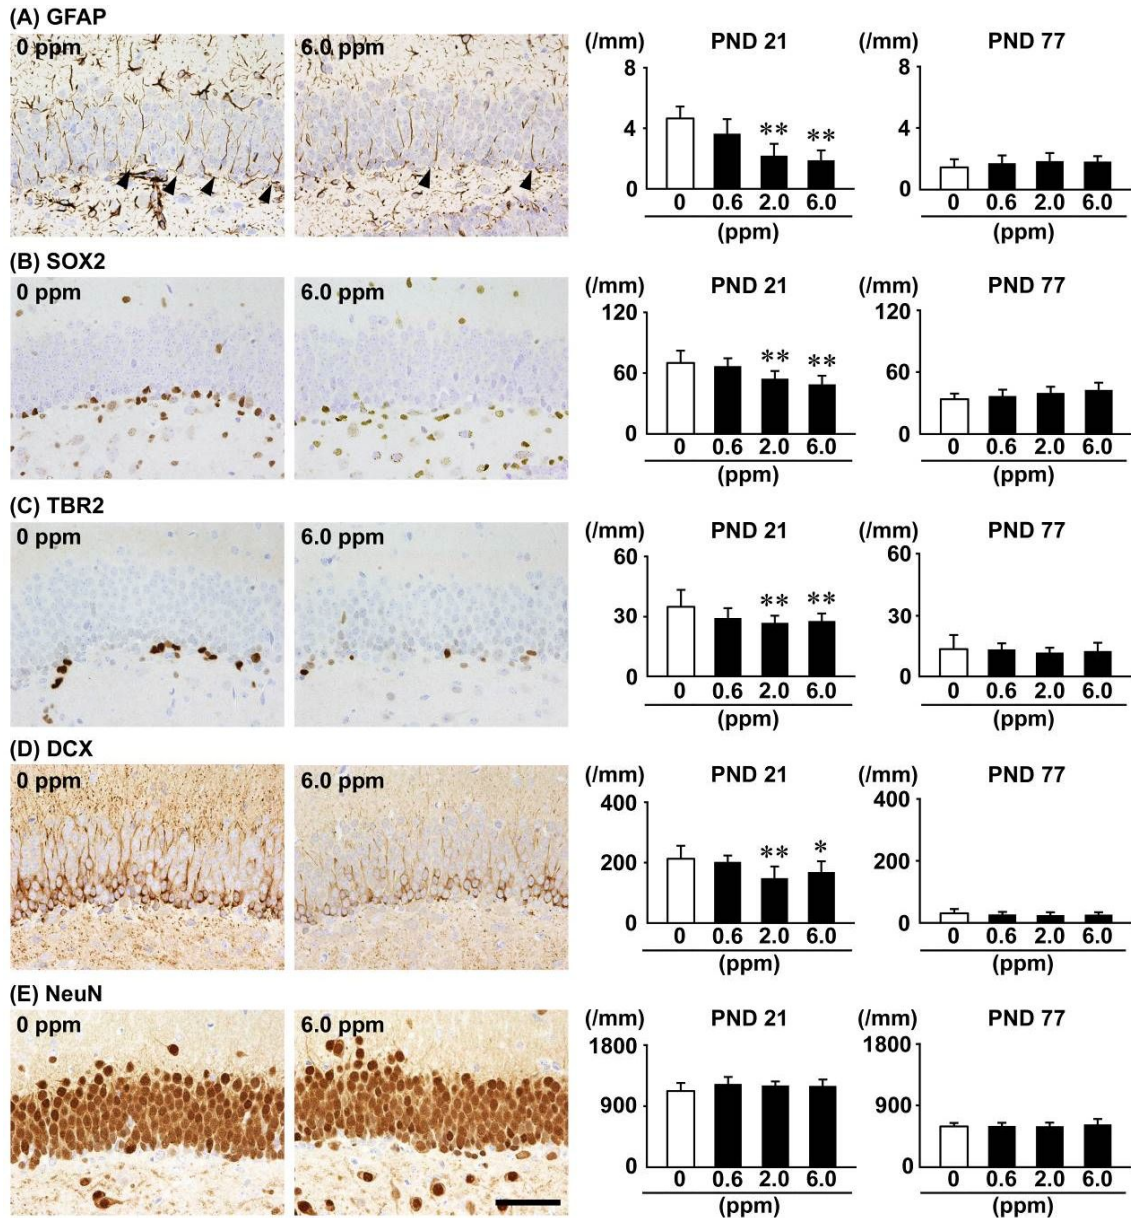 (A) GFAP
0 ppm
6.0 ppm
(/mm) PND 21
8
4
0
** **
0 0.6 2.0 6.0
(ppm)
(/mm) PND 77
8
4
0
0 0.6 2.0 6.0
(ppm)
(B) SOX2
0 ppm
6.0 ppm
(/mm) PND 21
120
60
0
** **
0 0.6 2.0 6.0
(ppm)
(/mm) PND 77
120
60
0
0 0.6 2.0 6.0
(ppm)
(C) TBR2
0 ppm
6.0 ppm
(/mm) PND 21
60
30
0
** **
0 0.6 2.0 6.0
(ppm)
(/mm) PND 77
60
30
0
0 0.6 2.0 6.0
(ppm)
(D) DCX
0 ppm
6.0 ppm
(/mm) PND 21
400
200
0
** *
0 0.6 2.0 6.0
(ppm)
(/mm) PND 77
400
200
0
0 0.6 2.0 6.0
(ppm)
(E) NeuN
0 ppm
6.0 ppm
(/mm) PND 21
1800
900
0
0 0.6 2.0 6.0
(ppm)
(/mm) PND 77
1800
900
0
0 0.6 2.0 6.0
(ppm)